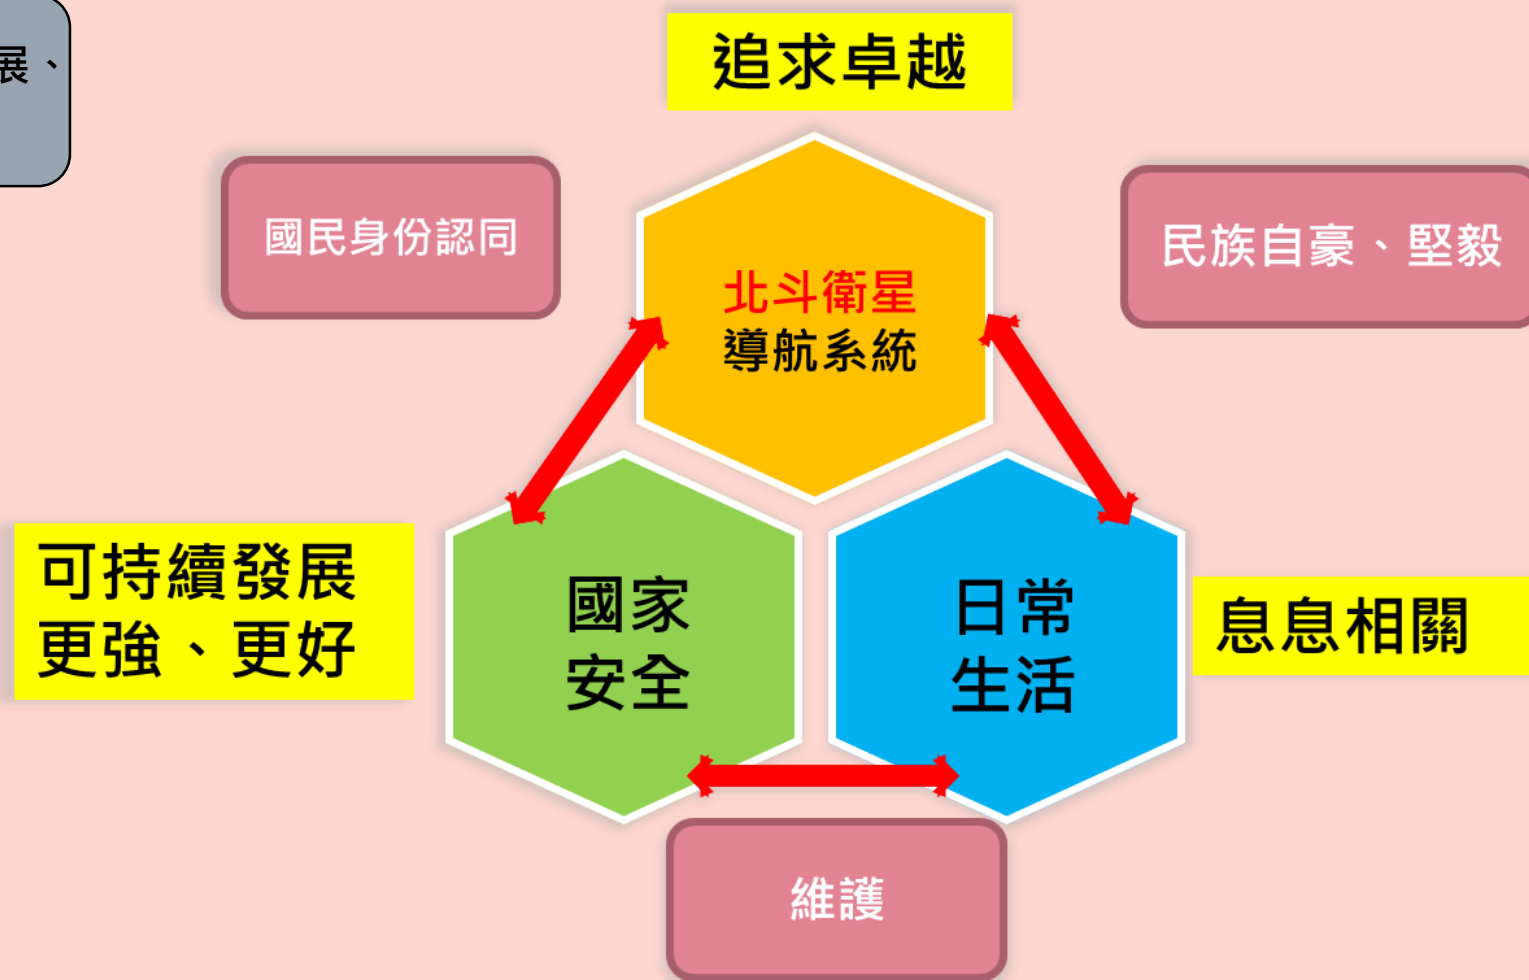 展、
追求卓越
國民身份認同
民族自豪、堅毅
北斗衛星
導航系統
可持續發展
更強、更好
國家
安全
日常
生活
息息相關
維護